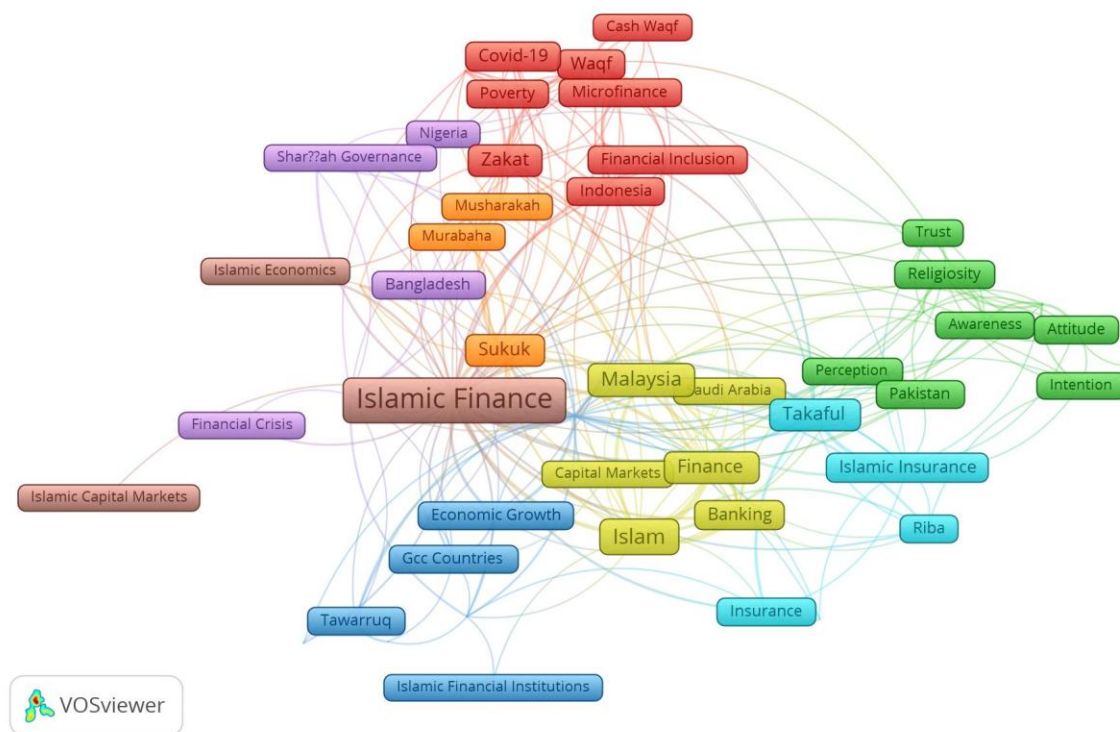 Cash Waqf
Covid-19
Waqf
Poverty
Microfinance
Nigeria
Shar??ah Governance
Zakat
Financial Inclusion
Indonesia
Musharakah
Murabaha
Trust
Islamic Economics
Religiosity
Bangladesh
Awareness
Attitude
Sukuk
Malaysia
Saudi Arabia
Perception
Pakistan
Intention
Islamic Finance
Takaful
Financial Crisis
Capital Markets
Finance
Islamic Insurance
Islamic Capital Markets
Economic Growth
Banking
Riba
Islam
Gcc Countries
Tawarruq
Insurance
Islamic Financial Institutions
VOSviewer